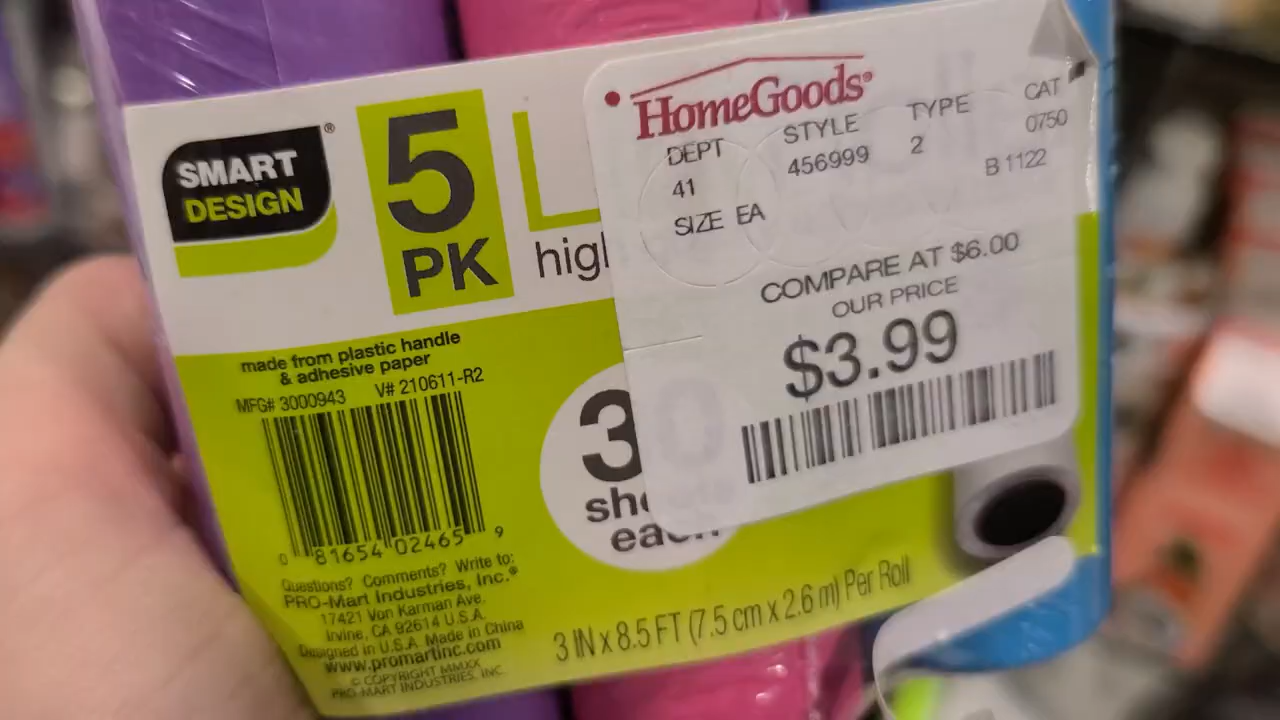 SMART
DESIGN®
5
PK
L
high
HomeGoods®
DEPT STYLE TYPE CAT
41 456999 2 0750
SIZE EA B 1122
COMPARE AT $6.00
OUR PRICE
$3.99
made from plastic handle
& adhesive paper
MFG# 3000943 V# 210611-R2
0 81654 02465 9
30
sheets
each
Questions? Comments? Write to:
PRO-Mart Industries, Inc.®
17421 Von Karman Ave.
Irvine, CA 92614 U.S.A.
Designed in U.S.A. Made in China
www.promartinc.com
© COPYRIGHT MMXX
PRO-MART INDUSTRIES, INC.
3 IN x 8.5 FT (7.5 cm x 2.6 m) Per Roll